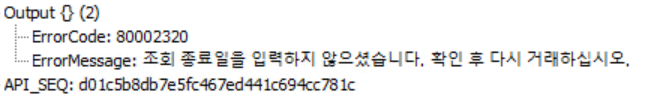 Output {} (2)
ErrorCode: 80002320
ErrorMessage: 조회 종료일을 입력하지 않으셨습니다. 확인 후 다시 거래하십시오.
API_SEQ: d01c5b8db7e5fc467ed441c694cc781c